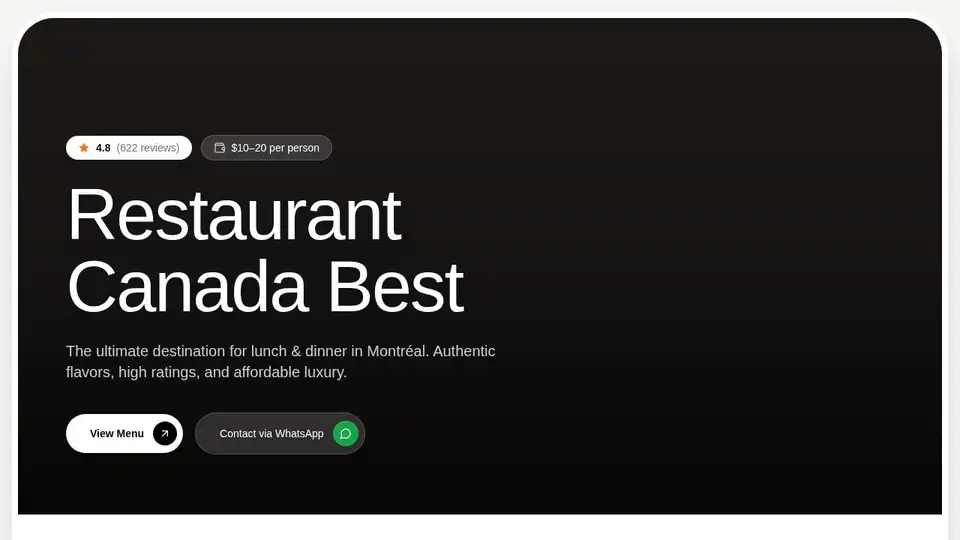 4.8 (622 reviews)
$10–20 per person
Restaurant
Canada Best
The ultimate destination for lunch & dinner in Montréal. Authentic
flavors, high ratings, and affordable luxury.
View Menu
Contact via WhatsApp